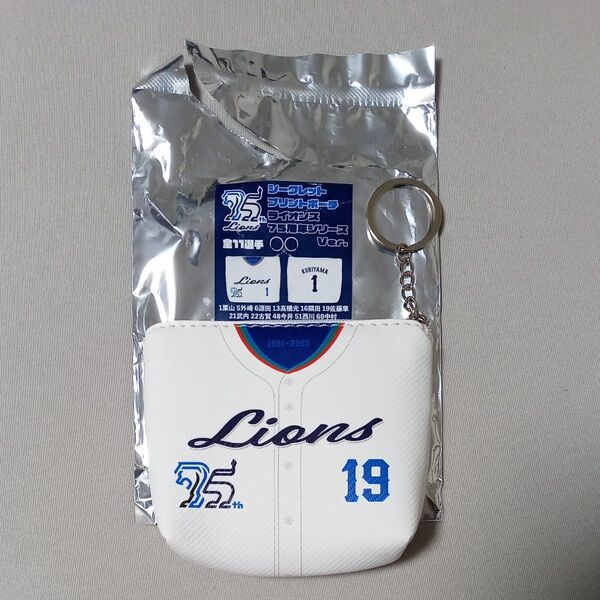 75th
Lions
シークレット
プリントポーチ
ライオンズ
75周年シリーズ
全11選手 ○○Ver.
Lions
75th
1
KURIYAMA
1
1栗山 5外崎 6源田 13高橋光 16隅田 19佐藤隼
21武内 22古賀 48今井 51西川 60中村
1951-2025
Lions
75th
19